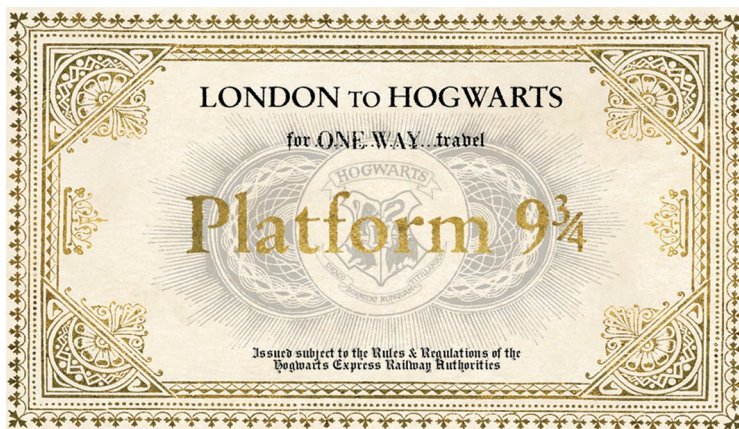 LONDON TO HOGWARTS
for ONE WAY...travel
HOGWARTS
Platform 9¾
Issued subject to the Rules & Regulations of the
Hogwarts Express Railway Authorities